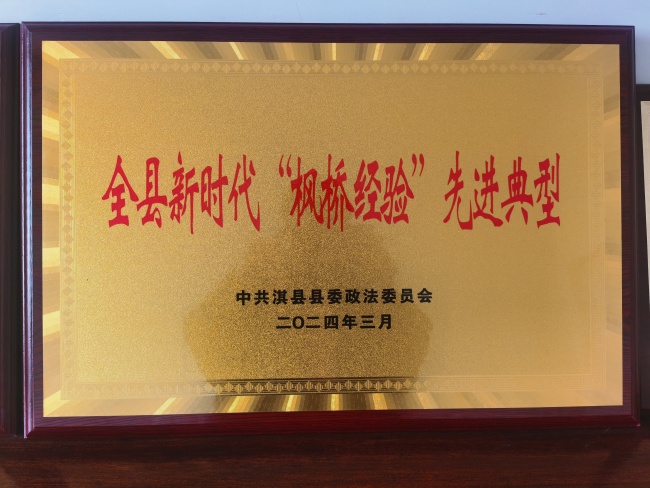 全县新时代“枫桥经验”先进典型
中共淇县县委政法委员会
二〇二四年三月